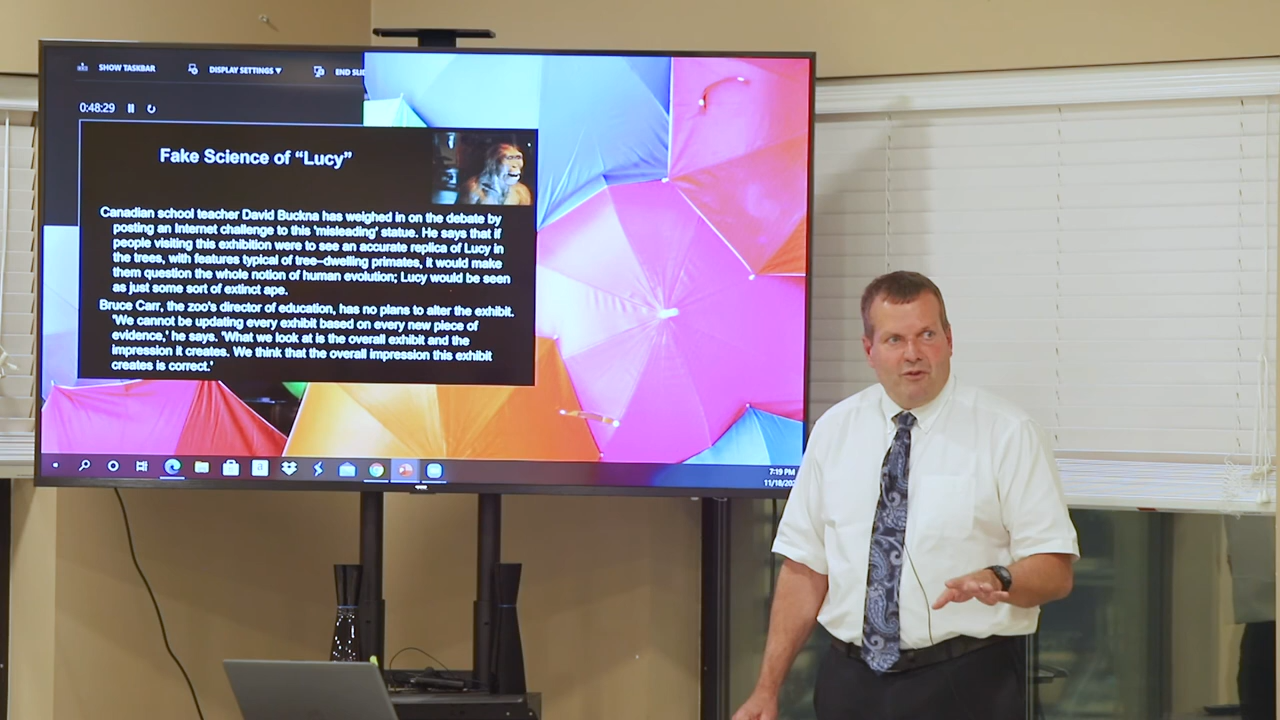 SHOW TASKBAR
DISPLAY SETTINGS ▼
END SLI
0:48:29
Fake Science of “Lucy”
Canadian school teacher David Buckna has weighed in on the debate by
posting an Internet challenge to this 'misleading' statue. He says that if
people visiting this exhibition were to see an accurate replica of Lucy in
the trees, with features typical of tree–dwelling primates, it would make
them question the whole notion of human evolution; Lucy would be seen
as just some sort of extinct ape.
Bruce Carr, the zoo's director of education, has no plans to alter the exhibit.
'We cannot be updating every exhibit based on every new piece of
evidence,' he says. 'What we look at is the overall exhibit and the
impression it creates. We think that the overall impression this exhibit
creates is correct.'
a
7:19 PM
11/18/202